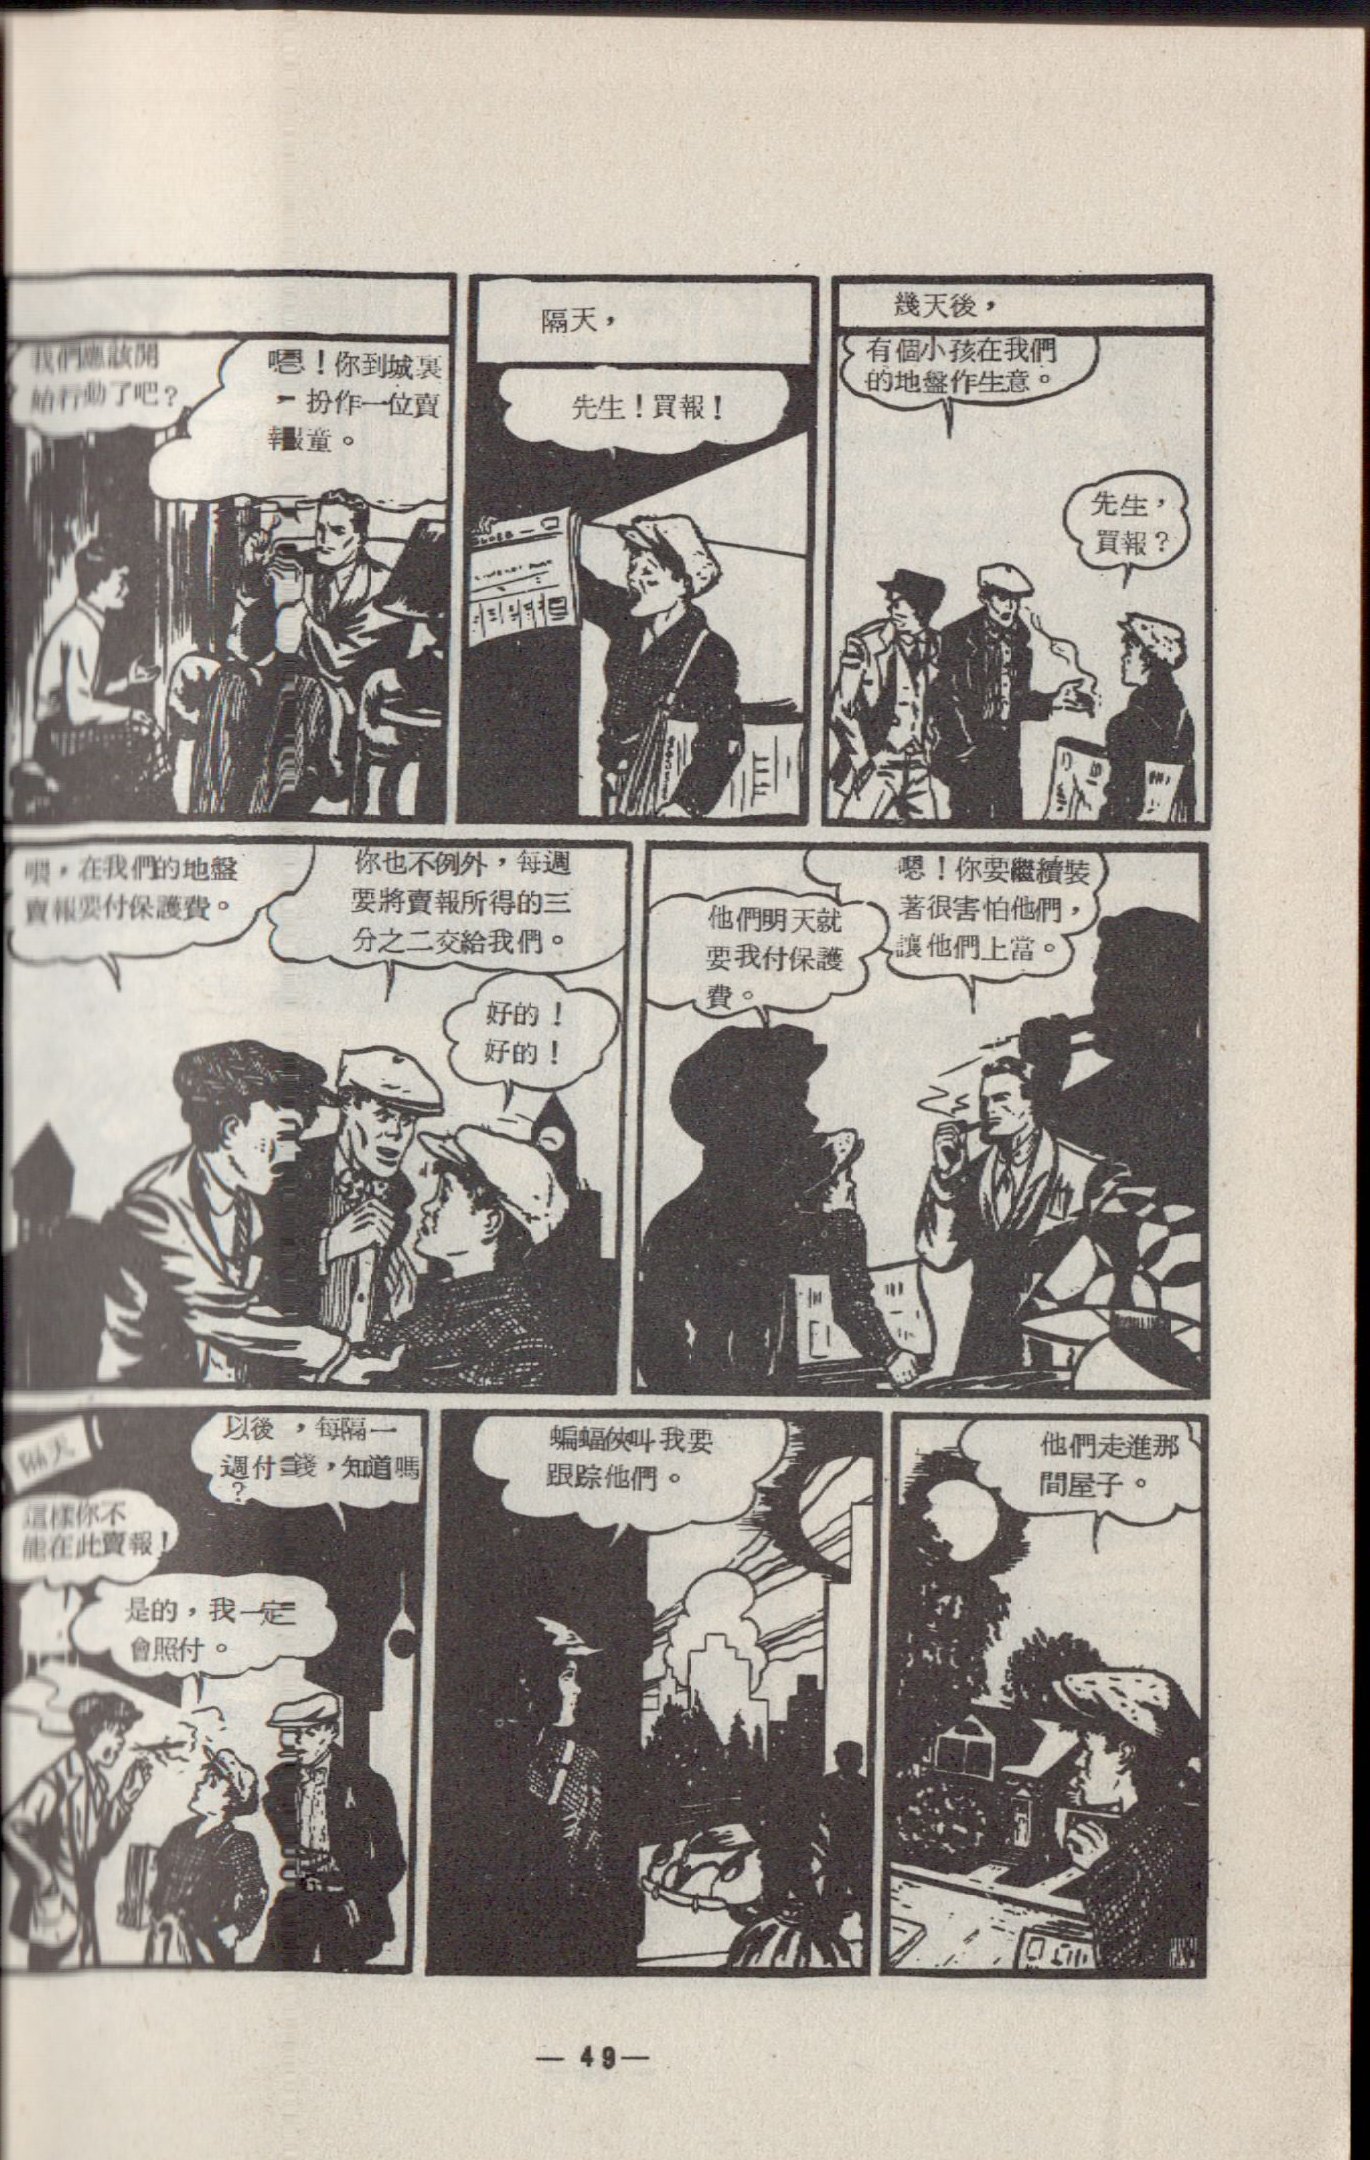 我們應該開
始行動了吧？
嗯！你到城裏
，扮作一位賣
報童。
隔天，
先生！買報！
幾天後，
有個小孩在我們
的地盤作生意。
先生，
買報？
喂，在我們的地盤
賣報要付保護費。
你也不例外，每週
要將賣報所得的三
分之二交給我們。
好的！
好的！
他們明天就
要我付保護
費。
嗯！你要繼續裝
著很害怕他們，
讓他們上當。
隔天
以後，每隔一
週付錢，知道嗎
？
這樣你不
能在此賣報！
是的，我一定
會照付。
蝙蝠俠叫我要
跟踪他們。
他們走進那
間屋子。
— 49 —